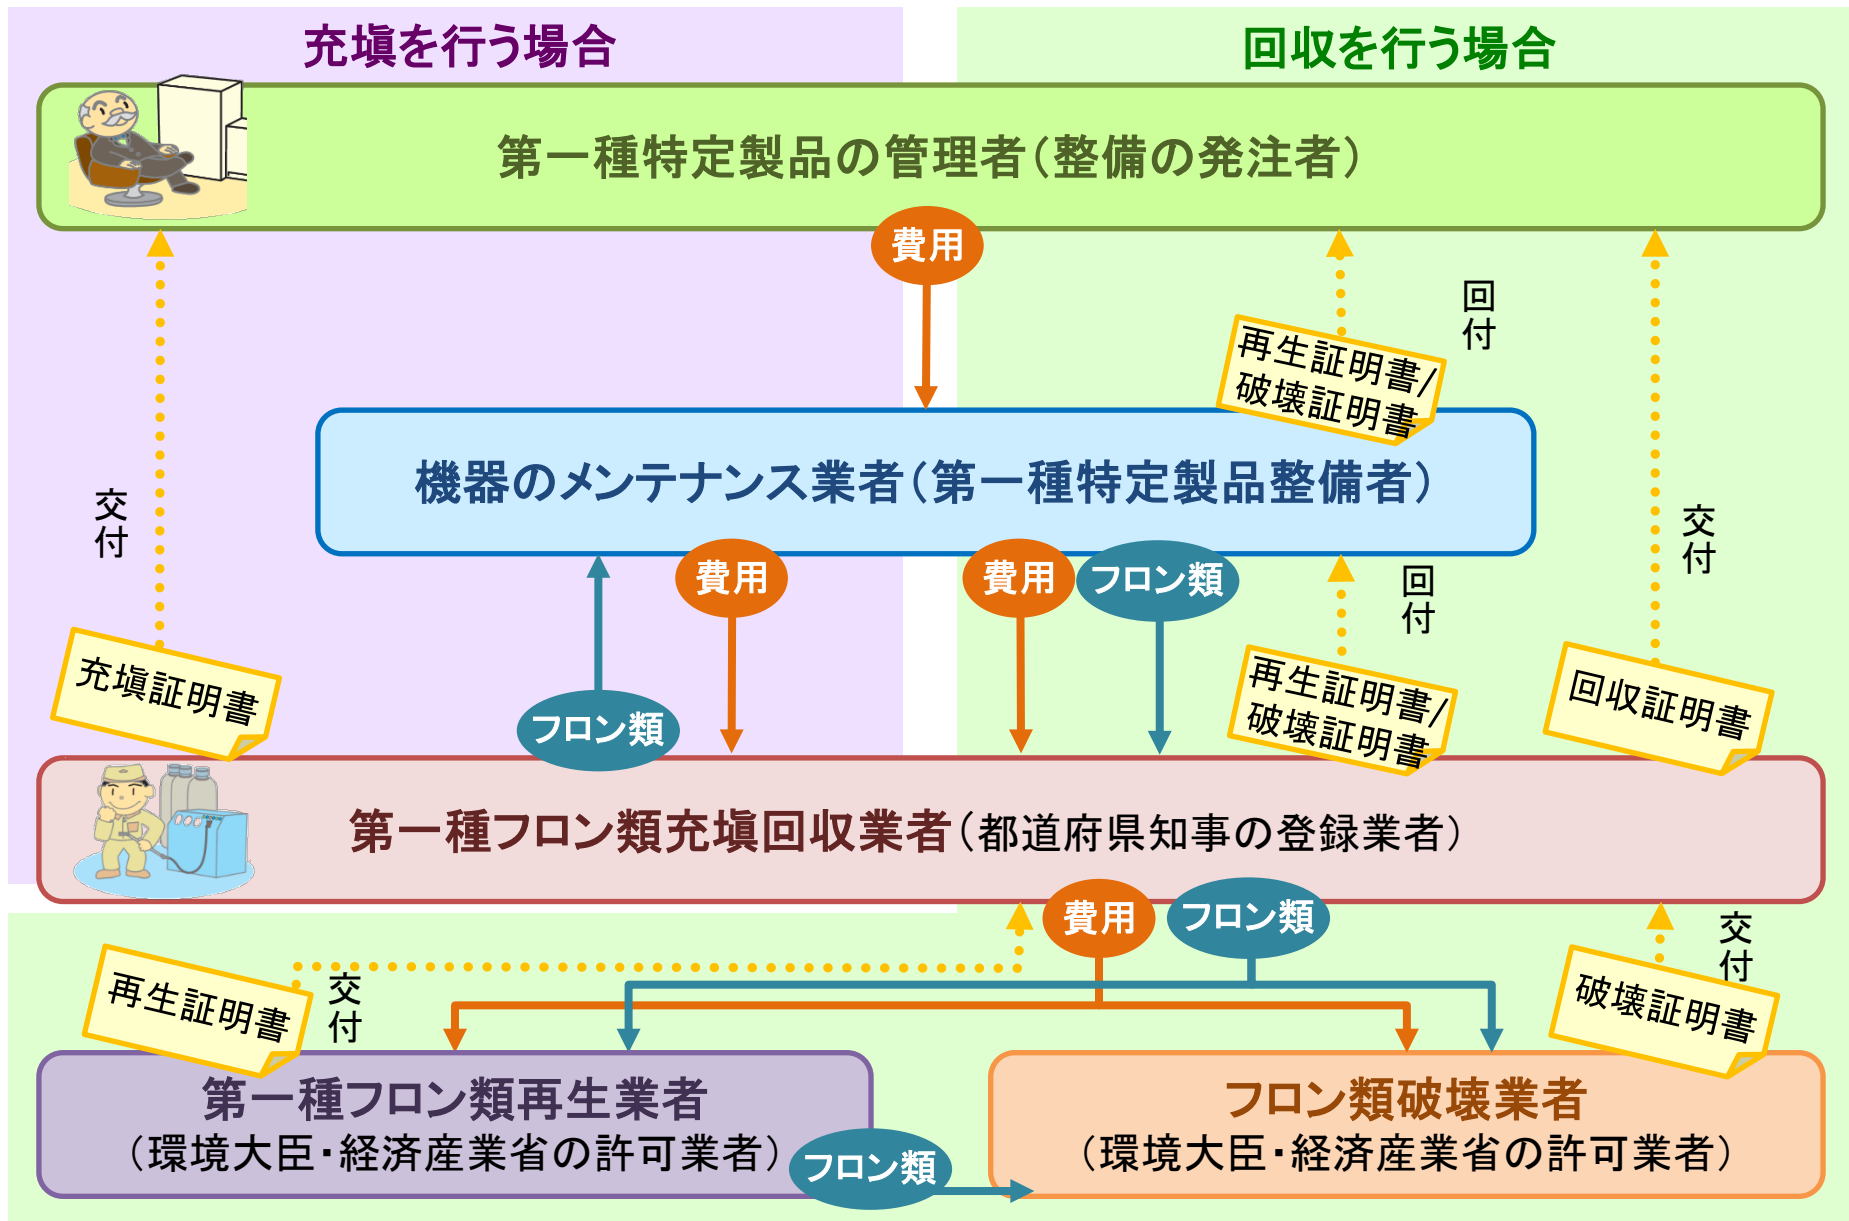 充塡を行う場合
回収を行う場合
第一種特定製品の管理者（整備の発注者）
費用
回付
再生証明書/
破壊証明書
機器のメンテナンス業者（第一種特定製品整備者）
交付
交付
費用
費用
フロン類
回付
充塡証明書
フロン類
再生証明書/
破壊証明書
回収証明書
第一種フロン類充塡回収業者（都道府県知事の登録業者）
費用
フロン類
交付
再生証明書
交付
破壊証明書
第一種フロン類再生業者
（環境大臣・経済産業省の許可業者）
フロン類
フロン類破壊業者
（環境大臣・経済産業省の許可業者）